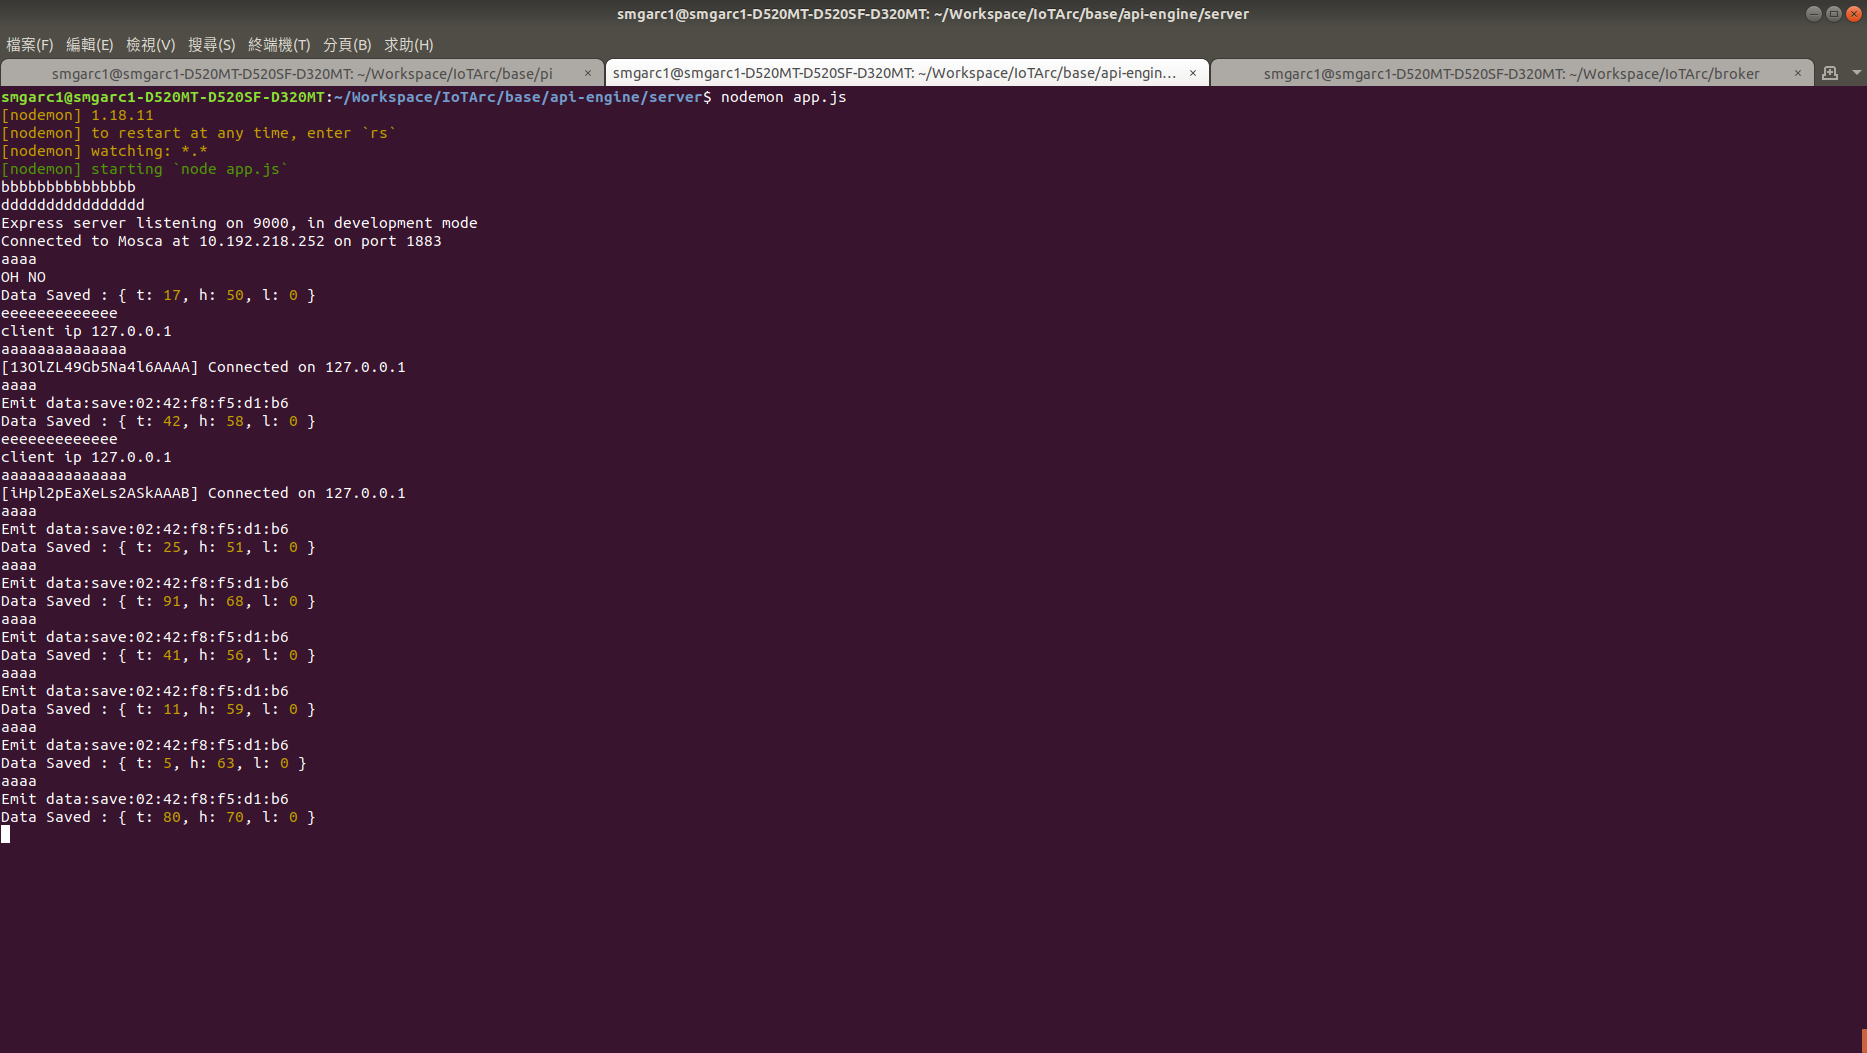 smgarc1@smgarc1-D520MT-D520SF-D320MT: ~/Workspace/IoTArc/base/api-engine/server
檔案(F) 編輯(E) 檢視(V) 搜尋(S) 終端機(T) 分頁(B) 求助(H)
smgarc1@smgarc1-D520MT-D520SF-D320MT: ~/Workspace/IoTArc/base/pi × smgarc1@smgarc1-D520MT-D520SF-D320MT: ~/Workspace/IoTArc/base/api-engin... × smgarc1@smgarc1-D520MT-D520SF-D320MT: ~/Workspace/IoTArc/broker ×
smgarc1@smgarc1-D520MT-D520SF-D320MT:~/Workspace/IoTArc/base/api-engine/server$ nodemon app.js
[nodemon] 1.18.11
[nodemon] to restart at any time, enter `rs`
[nodemon] watching: *.*
[nodemon] starting `node app.js`
bbbbbbbbbbbbbbb
dddddddddddddddd
Express server listening on 9000, in development mode
Connected to Mosca at 10.192.218.252 on port 1883
aaaa
OH NO
Data Saved : { t: 17, h: 50, l: 0 }
eeeeeeeeeeeee
client ip 127.0.0.1
aaaaaaaaaaaaaa
[13OlZL49Gb5Na4l6AAAA] Connected on 127.0.0.1
aaaa
Emit data:save:02:42:f8:f5:d1:b6
Data Saved : { t: 42, h: 58, l: 0 }
eeeeeeeeeeeee
client ip 127.0.0.1
aaaaaaaaaaaaaa
[iHpl2pEaXeLs2ASkAAAB] Connected on 127.0.0.1
aaaa
Emit data:save:02:42:f8:f5:d1:b6
Data Saved : { t: 25, h: 51, l: 0 }
aaaa
Emit data:save:02:42:f8:f5:d1:b6
Data Saved : { t: 91, h: 68, l: 0 }
aaaa
Emit data:save:02:42:f8:f5:d1:b6
Data Saved : { t: 41, h: 56, l: 0 }
aaaa
Emit data:save:02:42:f8:f5:d1:b6
Data Saved : { t: 11, h: 59, l: 0 }
aaaa
Emit data:save:02:42:f8:f5:d1:b6
Data Saved : { t: 5, h: 63, l: 0 }
aaaa
Emit data:save:02:42:f8:f5:d1:b6
Data Saved : { t: 80, h: 70, l: 0 }